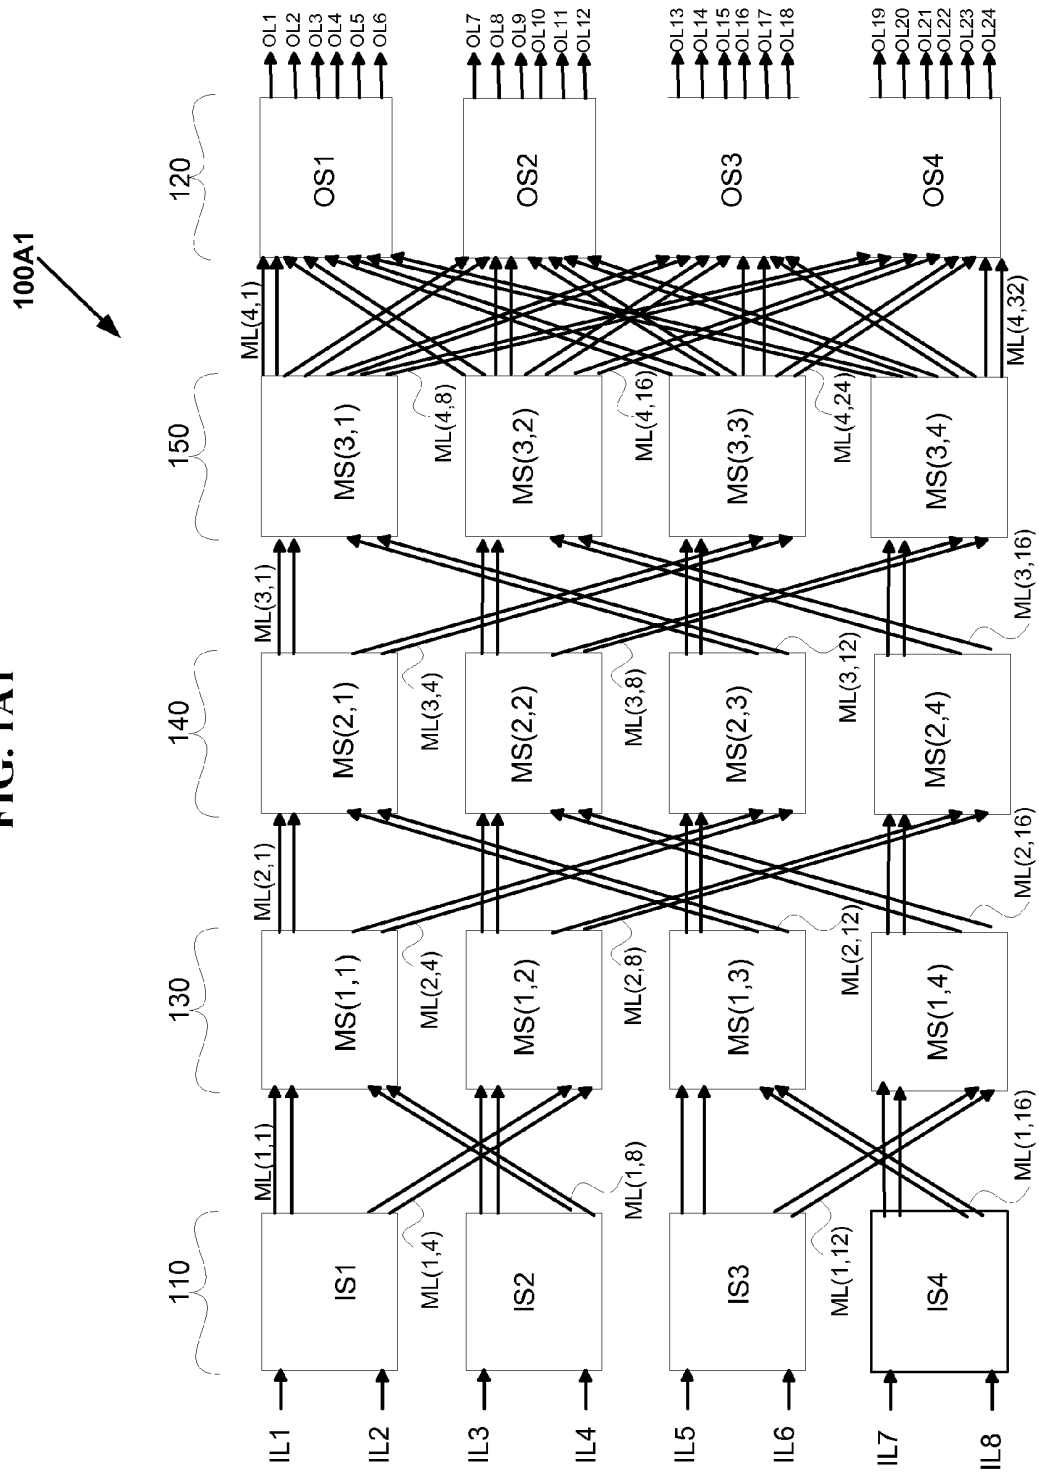 FIG. 1A1
100A1
110
130
140
150
120
IL1
IL2
IL3
IL4
IL5
IL6
IL7
IL8
IS1
IS2
IS3
IS4
ML(1,1)
ML(1,4)
ML(1,8)
ML(1,12)
ML(1,16)
MS(1,1)
MS(1,2)
MS(1,3)
MS(1,4)
ML(2,1)
ML(2,4)
ML(2,8)
ML(2,12)
ML(2,16)
MS(2,1)
MS(2,2)
MS(2,3)
MS(2,4)
ML(3,1)
ML(3,4)
ML(3,8)
ML(3,12)
ML(3,16)
MS(3,1)
MS(3,2)
MS(3,3)
MS(3,4)
ML(4,1)
ML(4,8)
ML(4,16)
ML(4,24)
ML(4,32)
OS1
OS2
OS3
OS4
OL1
OL2
OL3
OL4
OL5
OL6
OL7
OL8
OL9
OL10
OL11
OL12
OL13
OL14
OL15
OL16
OL17
OL18
OL19
OL20
OL21
OL22
OL23
OL24